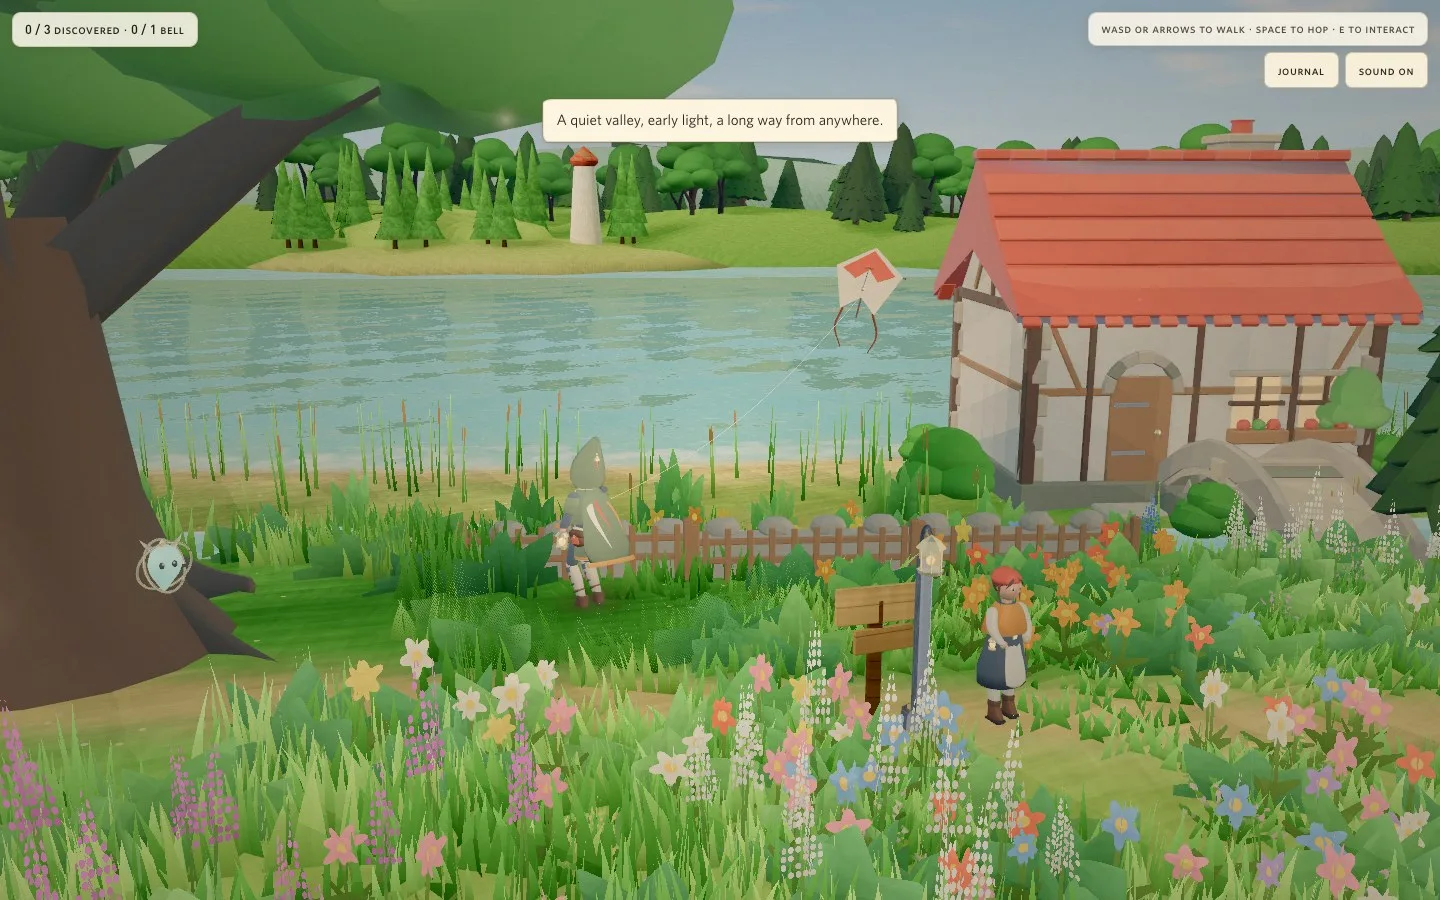 0 / 3 DISCOVERED · 0 / 1 BELL
WASD OR ARROWS TO WALK · SPACE TO HOP · E TO INTERACT
JOURNAL
SOUND ON
A quiet valley, early light, a long way from anywhere.